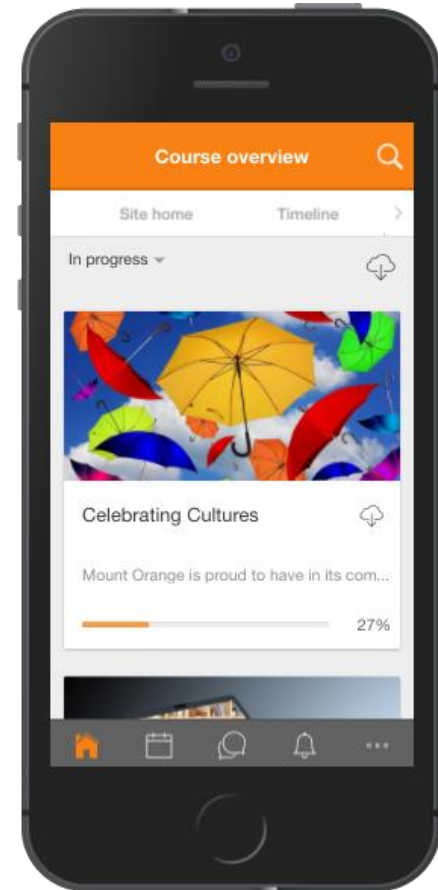 Course overview
Site home Timeline
In progress
Celebrating Cultures
Mount Orange is proud to have in its com...
27%